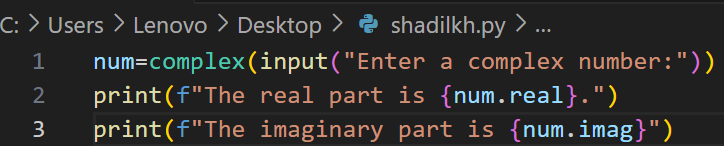 C: > Users > Lenovo > Desktop > shadilkh.py > ...
1 num=complex(input("Enter a complex number:"))
2 print(f"The real part is {num.real}.")
3 print(f"The imaginary part is {num.imag}")